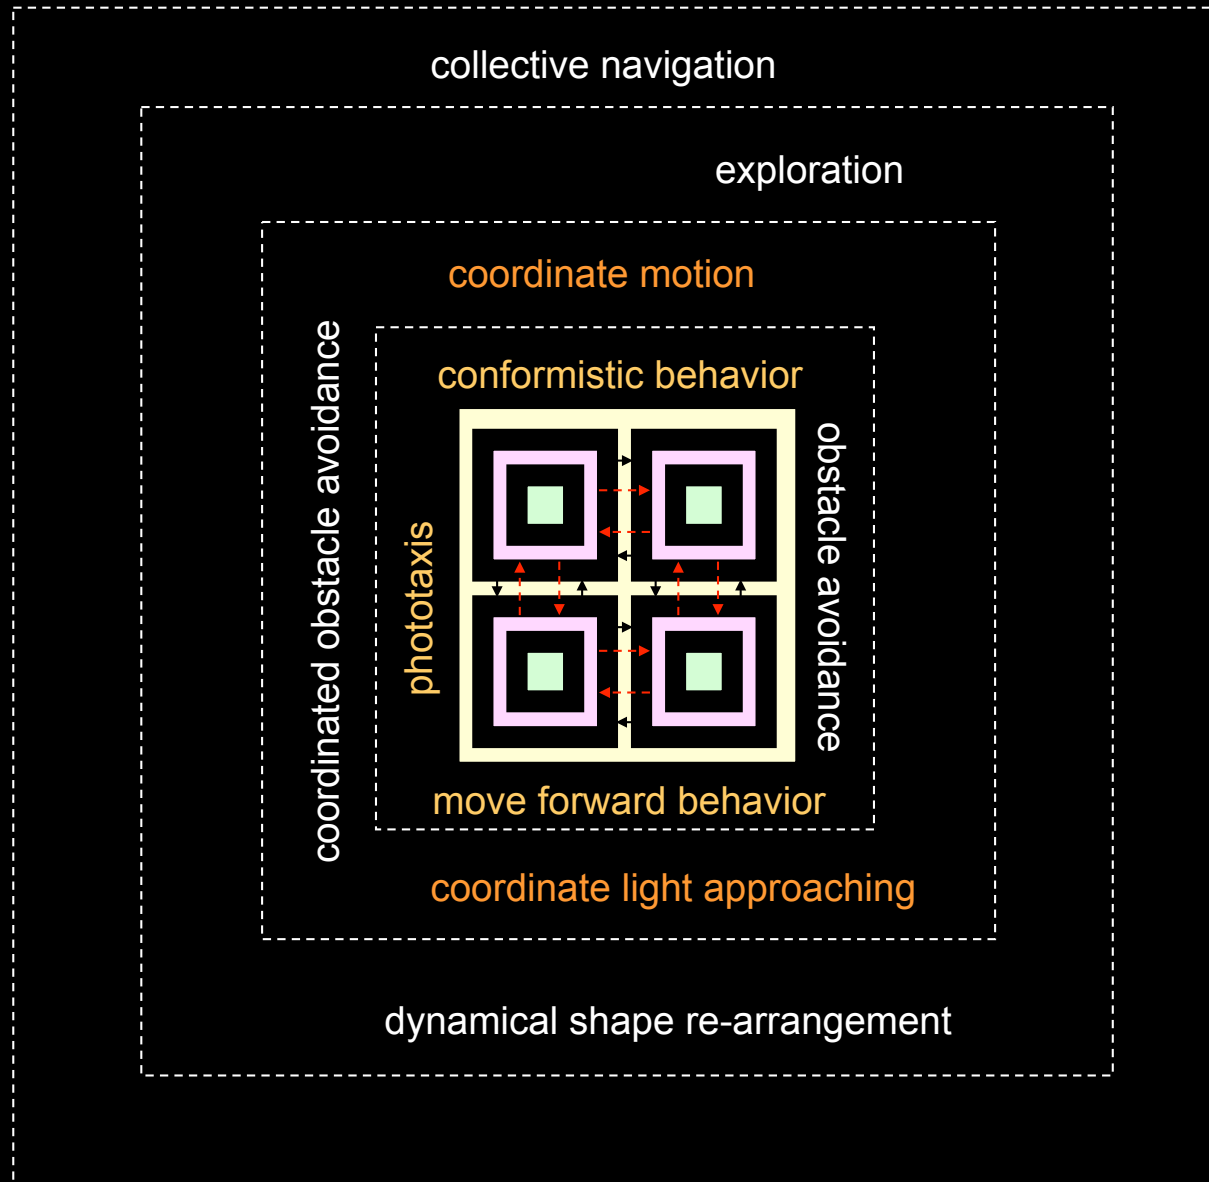 collective navigation
exploration
coordinate motion
coordinated obstacle avoidance
conformistic behavior
phototaxis
obstacle avoidance
move forward behavior
coordinate light approaching
dynamical shape re-arrangement